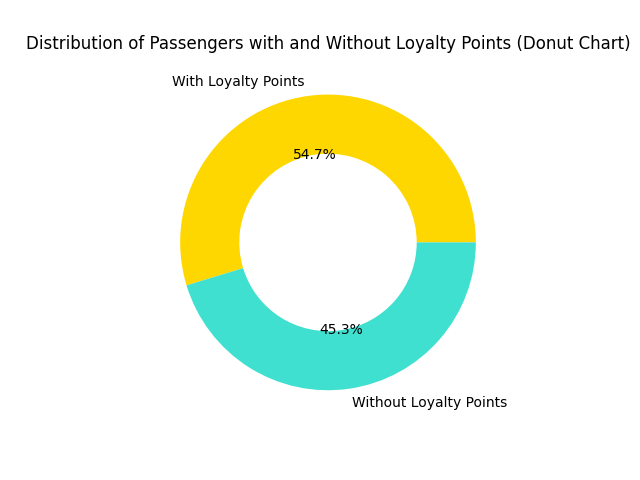 Distribution of Passengers with and Without Loyalty Points (Donut Chart)
With Loyalty Points
54.7%
45.3%
Without Loyalty Points